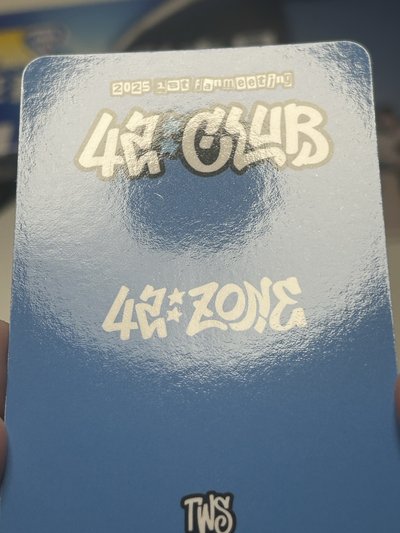 2025 1st fanmeeting
42:CLUB
42:ZONE
TWS